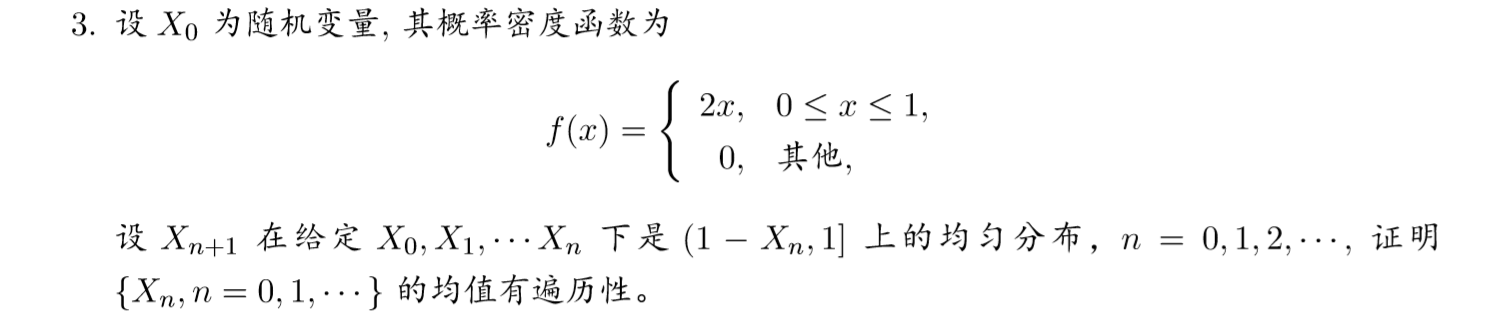 3. 设 X₀ 为随机变量, 其概率密度函数为
f(x) = { 2x, 0 ≤ x ≤ 1,
0, 其他,
设 Xₙ₊₁ 在给定 X₀, X₁, ⋯ Xₙ 下是 (1 − Xₙ, 1] 上的均匀分布, n = 0, 1, 2, ⋯, 证明
{Xₙ, n = 0, 1, ⋯} 的均值有遍历性。